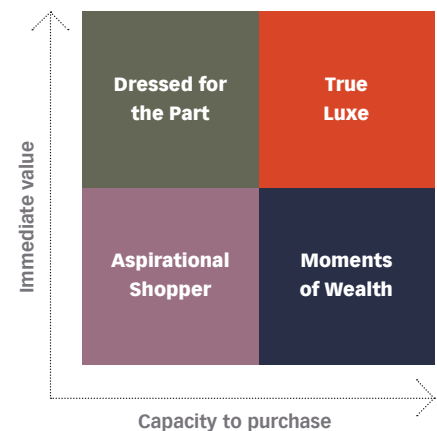 Dressed for
the Part
True
Luxe
Immediate value
Aspirational
Shopper
Moments
of Wealth
Capacity to purchase